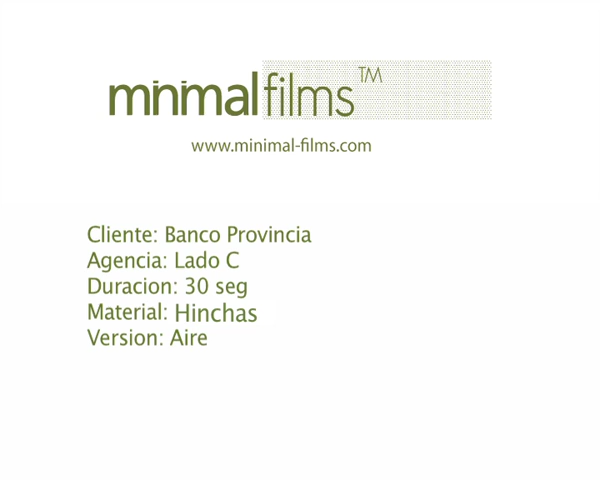 minimalfilms™
www.minimal-films.com
Cliente: Banco Provincia
Agencia: Lado C
Duracion: 30 seg
Material: Hinchas
Version: Aire